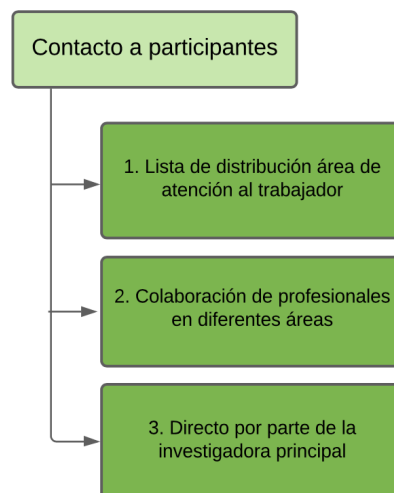 Contacto a participantes
1. Lista de distribución área de
atención al trabajador
2. Colaboración de profesionales
en diferentes áreas
3. Directo por parte de la
investigadora principal